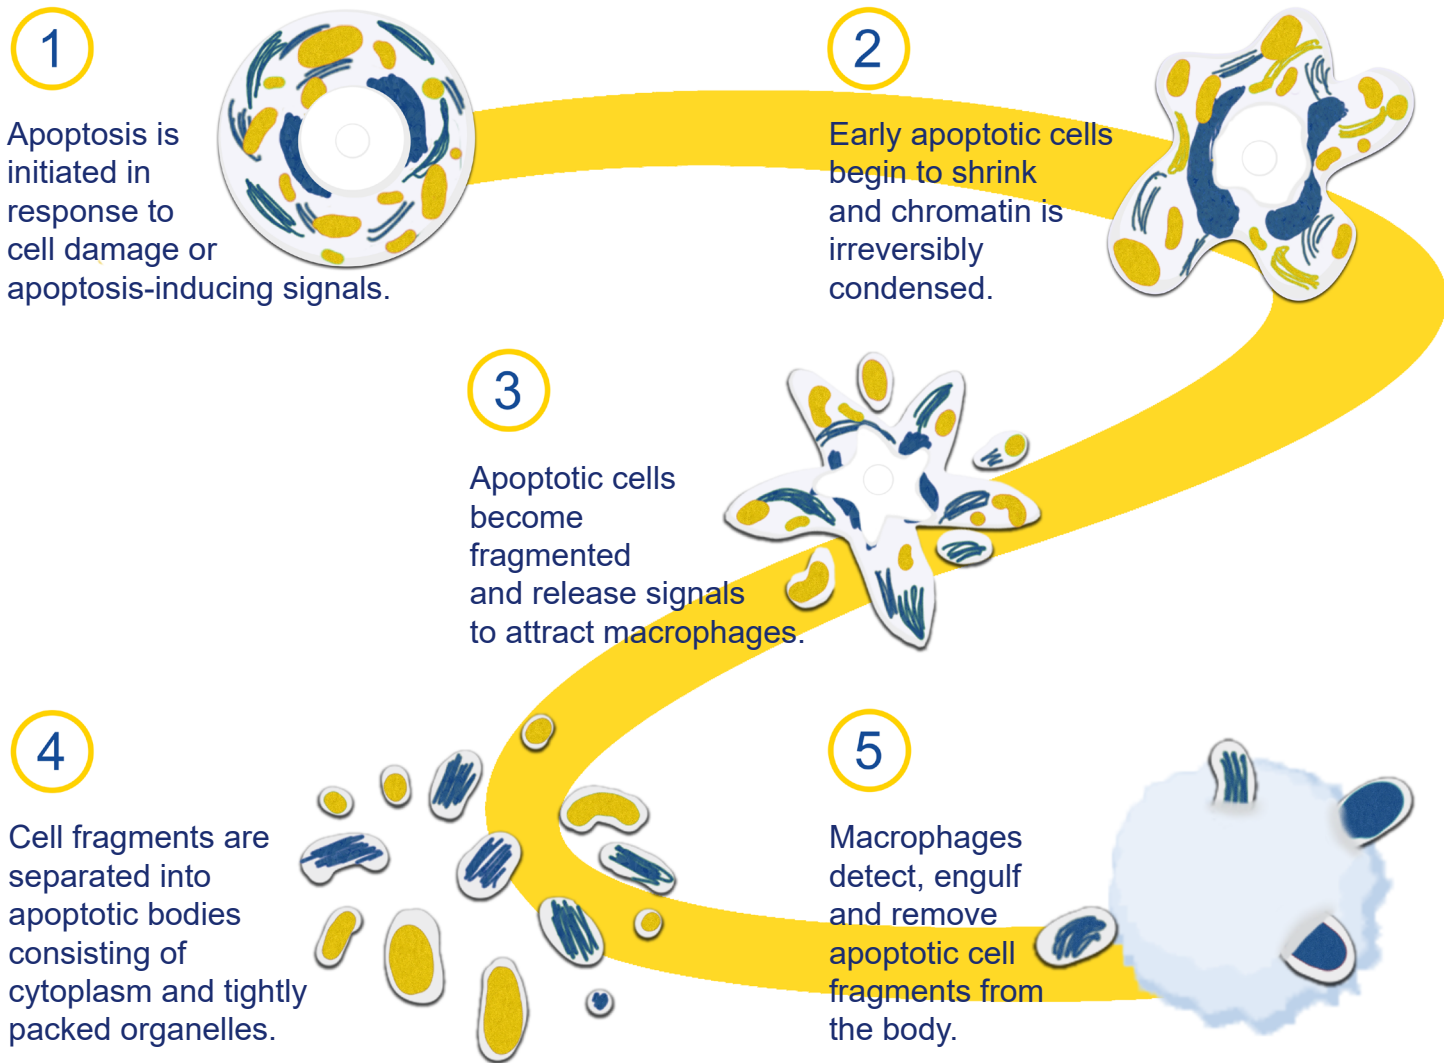 1
Apoptosis is
initiated in
response to
cell damage or
apoptosis-inducing signals.
2
Early apoptotic cells
begin to shrink
and chromatin is
irreversibly
condensed.
3
Apoptotic cells
become
fragmented
and release signals
to attract macrophages.
4
Cell fragments are
separated into
apoptotic bodies
consisting of
cytoplasm and tightly
packed organelles.
5
Macrophages
detect, engulf
and remove
apoptotic cell
fragments from
the body.